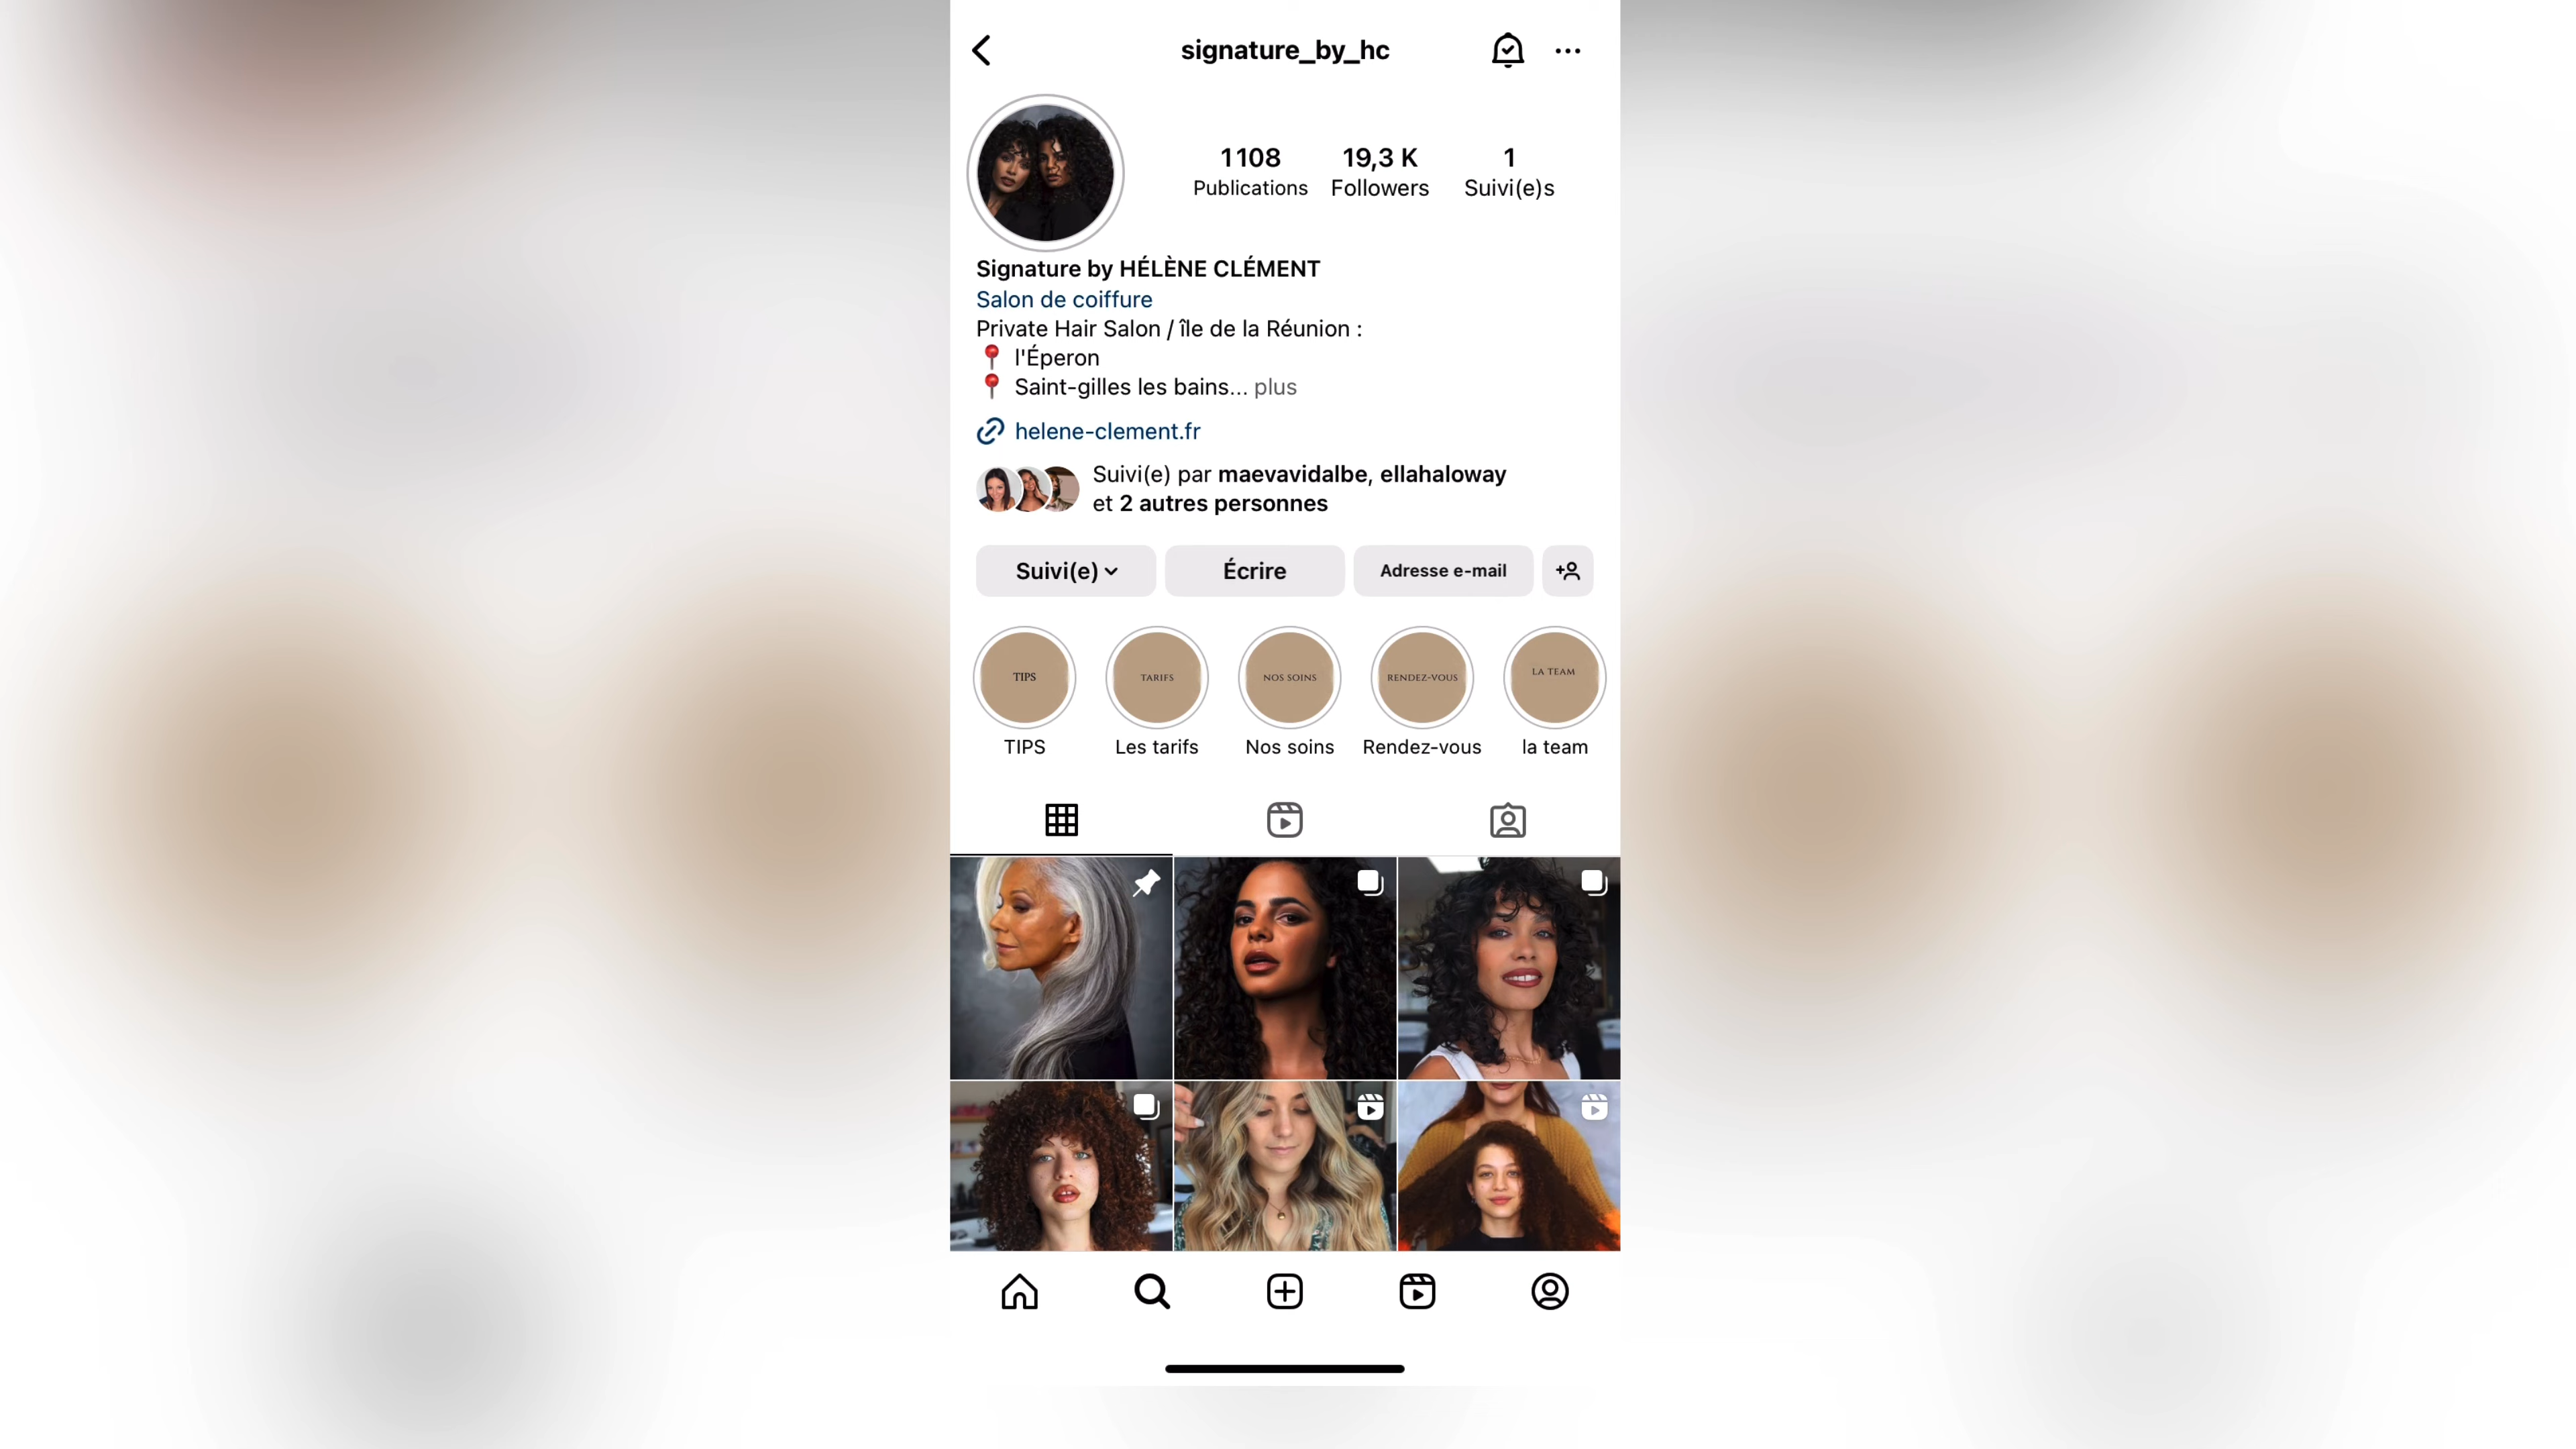 signature_by_hc
1 108 19,3 K 1
Publications Followers Suivi(e)s
Signature by HÉLÈNE CLÉMENT
Salon de coiffure
Private Hair Salon / île de la Réunion :
l'Éperon
Saint-gilles les bains... plus
helene-clement.fr
Suivi(e) par maevavidalbe, ellahaloway
et 2 autres personnes
Suivi(e) Écrire Adresse e-mail
TIPS TARIFS NOS SOINS RENDEZ-VOUS LA TEAM
TIPS Les tarifs Nos soins Rendez-vous la team